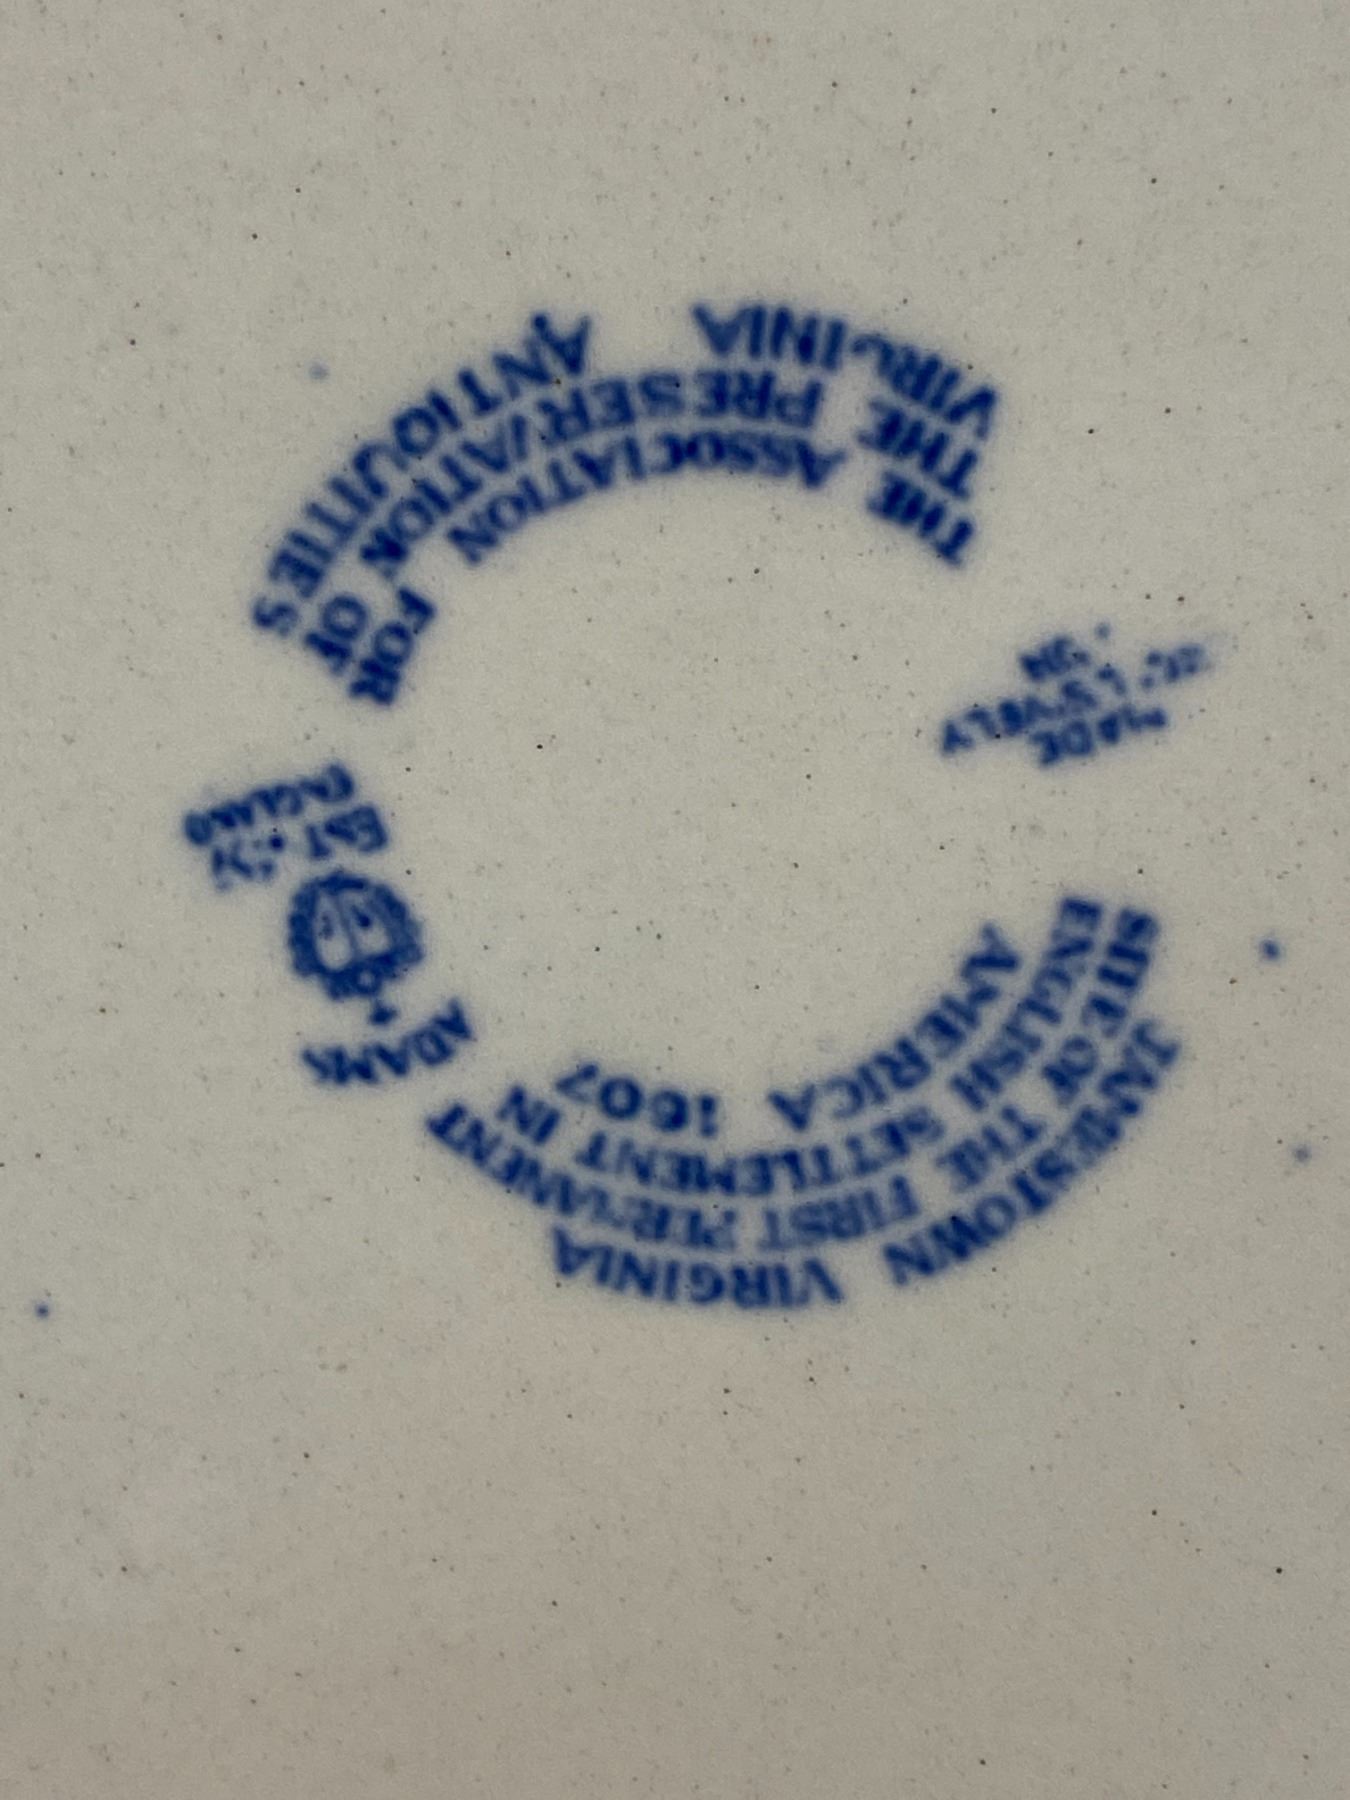 JAMESTOWN VIRGINIA
SITE OF THE FIRST PERMANENT
ENGLISH SETTLEMENT IN
AMERICA 1607
MADE
ADAMS
EST
ENGLAND
THE ASSOCIATION FOR
THE PRESERVATION OF
VIRGINIA ANTIQUITIES